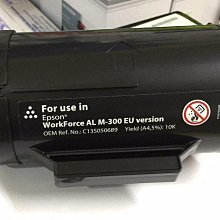 For use in
Epson®
WorkForce AL M-300 EU version
OEM Ref. No.: C13S050689 Yield (A4,5%): 10K